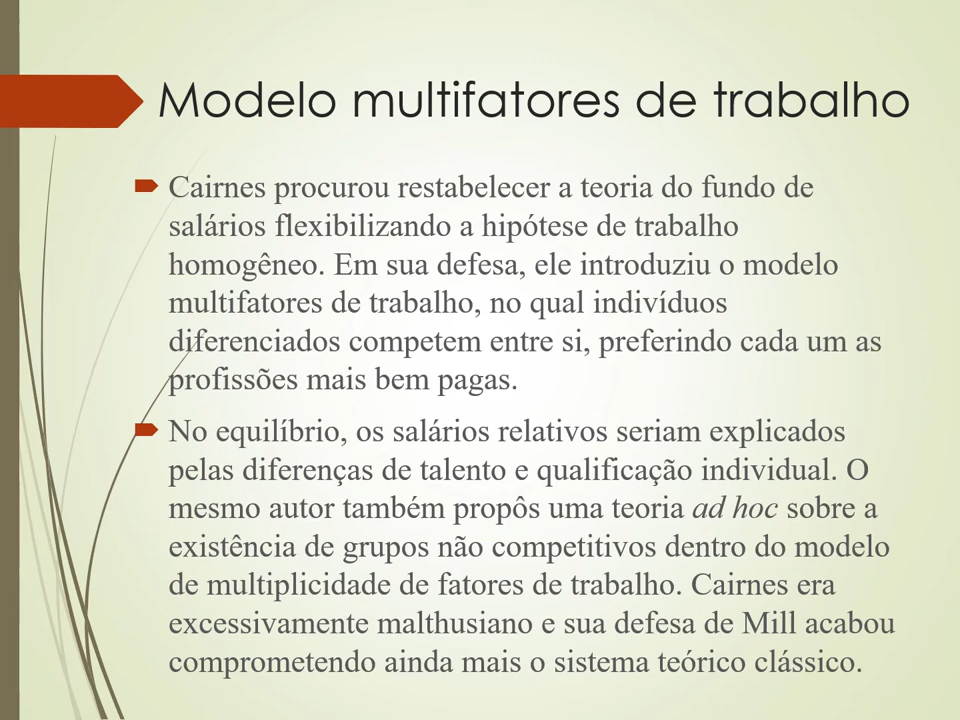 Modelo multifatores de trabalho
Cairnes procurou restabelecer a teoria do fundo de
salários flexibilizando a hipótese de trabalho
homogêneo. Em sua defesa, ele introduziu o modelo
multifatores de trabalho, no qual indivíduos
diferenciados competem entre si, preferindo cada um as
profissões mais bem pagas.
No equilíbrio, os salários relativos seriam explicados
pelas diferenças de talento e qualificação individual. O
mesmo autor também propôs uma teoria ad hoc sobre a
existência de grupos não competitivos dentro do modelo
de multiplicidade de fatores de trabalho. Cairnes era
excessivamente malthusiano e sua defesa de Mill acabou
comprometendo ainda mais o sistema teórico clássico.